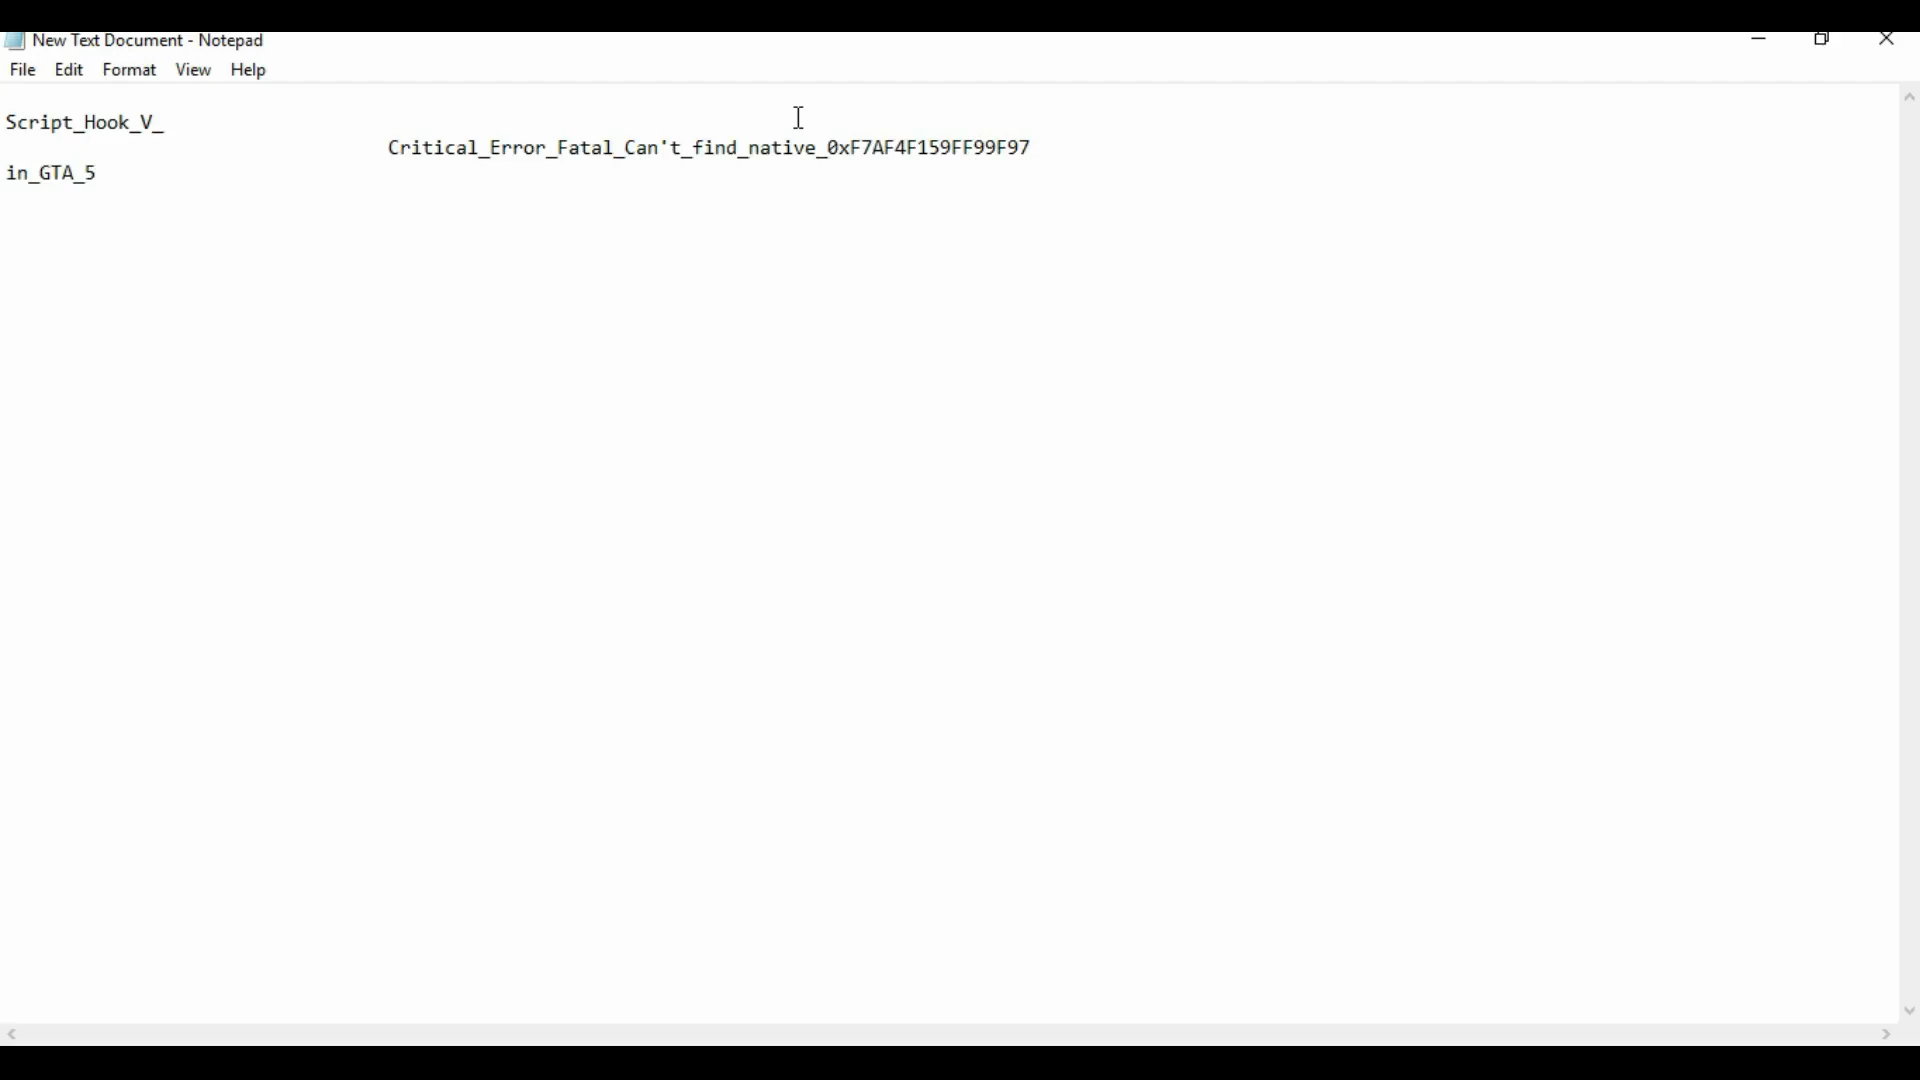 New Text Document - Notepad
File Edit Format View Help
Script_Hook_V_
Critical_Error_Fatal_Can't_find_native_0xF7AF4F159FF99F97
in_GTA_5